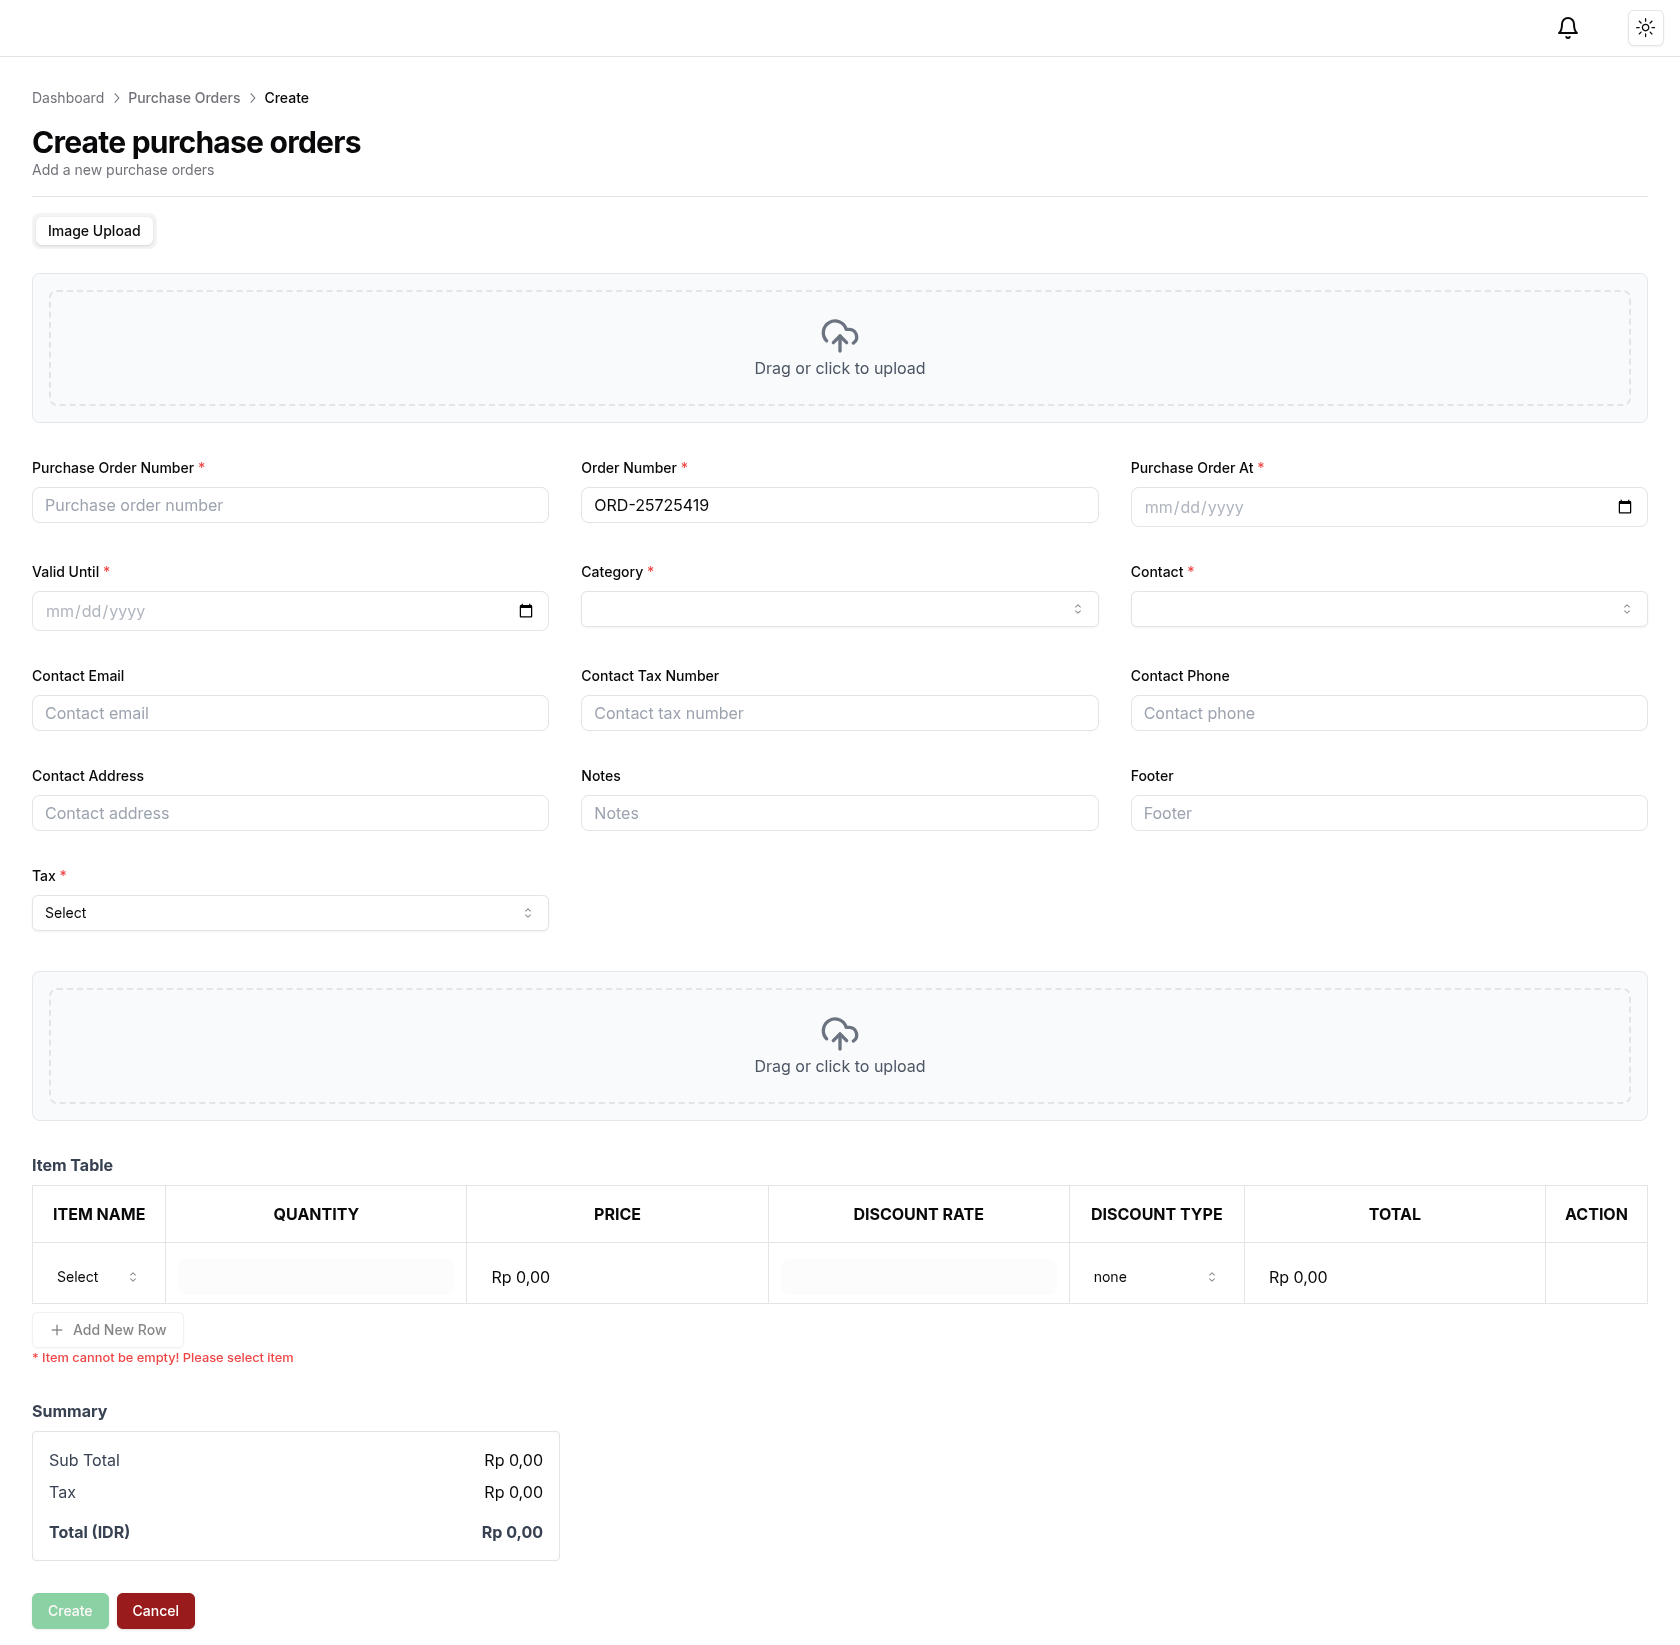 Dashboard > Purchase Orders > Create
Create purchase orders
Add a new purchase orders
Image Upload
Drag or click to upload
Purchase Order Number * Order Number * Purchase Order At *
Purchase order number ORD-25725419 mm/dd/yyyy
Valid Until * Category * Contact *
mm/dd/yyyy
Contact Email Contact Tax Number Contact Phone
Contact email Contact tax number Contact phone
Contact Address Notes Footer
Contact address Notes Footer
Tax *
Select
Drag or click to upload
Item Table
ITEM NAME QUANTITY PRICE DISCOUNT RATE DISCOUNT TYPE TOTAL ACTION
Select Rp 0,00 none Rp 0,00
+ Add New Row
* Item cannot be empty! Please select item
Summary
Sub Total Rp 0,00
Tax Rp 0,00
Total (IDR) Rp 0,00
Create Cancel